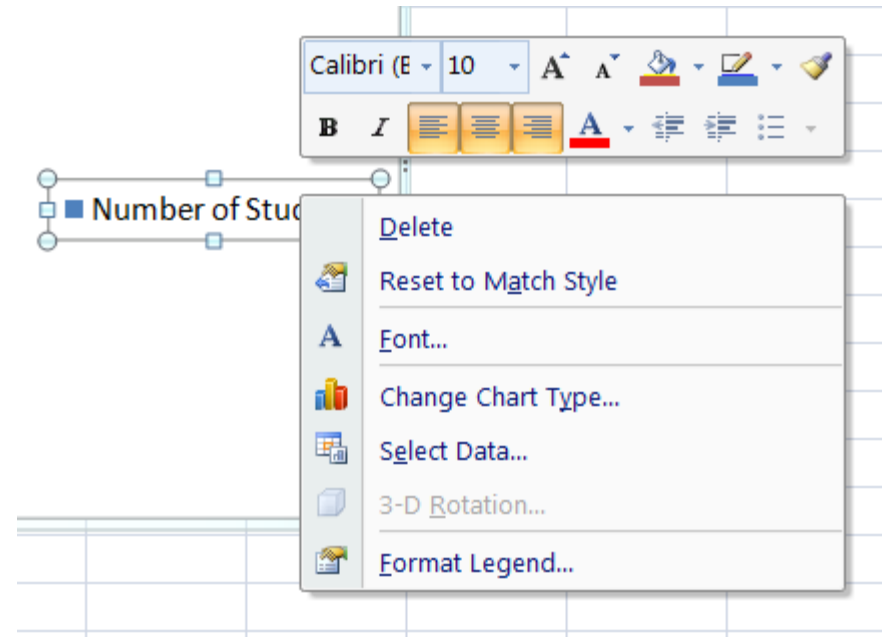 Calibri (E 10 A A
B I A
Number of Stud
Delete
Reset to Match Style
A Font...
Change Chart Type...
Select Data...
3-D Rotation...
Format Legend...